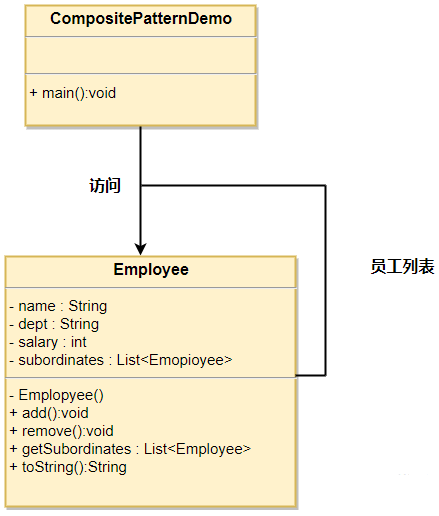 CompositePatternDemo
+ main():void
访问
员工列表
Employee
- name : String
- dept : String
- salary : int
- subordinates : List<Emopioyee>
- Emplopyee()
+ add():void
+ remove():void
+ getSubordinates : List<Employee>
+ toString():String